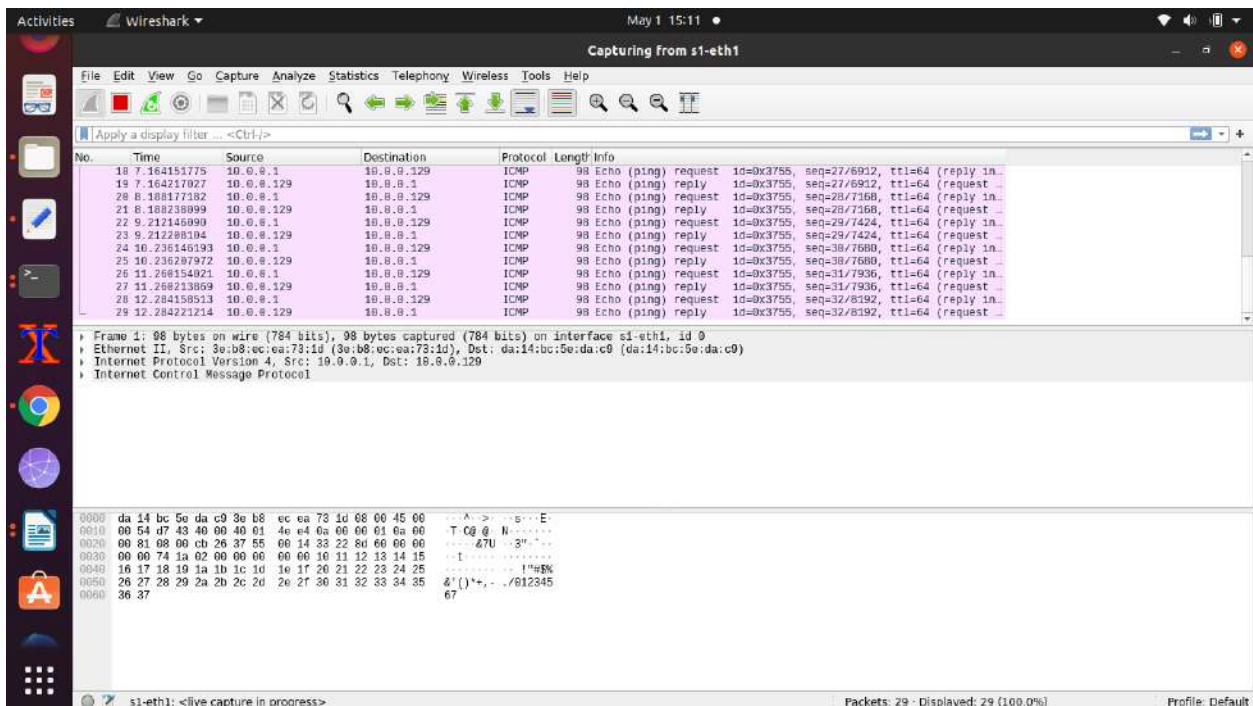 Activities Wireshark May 1 15:11
Capturing from s1-eth1
File Edit View Go Capture Analyze Statistics Telephony Wireless Tools Help
Apply a display filter ... <Ctrl-/>
No. Time Source Destination Protocol Length Info
18 7.164151775 10.0.0.1 10.0.0.129 ICMP 98 Echo (ping) request id=0x3755, seq=27/6912, ttl=64 (reply in…
19 7.164217027 10.0.0.129 10.0.0.1 ICMP 98 Echo (ping) reply id=0x3755, seq=27/6912, ttl=64 (request …
20 8.188177182 10.0.0.1 10.0.0.129 ICMP 98 Echo (ping) request id=0x3755, seq=28/7168, ttl=64 (reply in…
21 8.188238099 10.0.0.129 10.0.0.1 ICMP 98 Echo (ping) reply id=0x3755, seq=28/7168, ttl=64 (request …
22 9.212146090 10.0.0.1 10.0.0.129 ICMP 98 Echo (ping) request id=0x3755, seq=29/7424, ttl=64 (reply in…
23 9.212208104 10.0.0.129 10.0.0.1 ICMP 98 Echo (ping) reply id=0x3755, seq=29/7424, ttl=64 (request …
24 10.236146193 10.0.0.1 10.0.0.129 ICMP 98 Echo (ping) request id=0x3755, seq=30/7680, ttl=64 (reply in…
25 10.236207972 10.0.0.129 10.0.0.1 ICMP 98 Echo (ping) reply id=0x3755, seq=30/7680, ttl=64 (request …
26 11.260154021 10.0.0.1 10.0.0.129 ICMP 98 Echo (ping) request id=0x3755, seq=31/7936, ttl=64 (reply in…
27 11.260213869 10.0.0.129 10.0.0.1 ICMP 98 Echo (ping) reply id=0x3755, seq=31/7936, ttl=64 (request …
28 12.284158513 10.0.0.1 10.0.0.129 ICMP 98 Echo (ping) request id=0x3755, seq=32/8192, ttl=64 (reply in…
29 12.284221214 10.0.0.129 10.0.0.1 ICMP 98 Echo (ping) reply id=0x3755, seq=32/8192, ttl=64 (request …
Frame 1: 98 bytes on wire (784 bits), 98 bytes captured (784 bits) on interface s1-eth1, id 0
Ethernet II, Src: 3e:b8:ec:ea:73:1d (3e:b8:ec:ea:73:1d), Dst: da:14:bc:5e:da:c9 (da:14:bc:5e:da:c9)
Internet Protocol Version 4, Src: 10.0.0.1, Dst: 10.0.0.129
Internet Control Message Protocol
0000 da 14 bc 5e da c9 3e b8 ec ea 73 1d 08 00 45 00 ···^··>· ··s···E·
0010 00 54 d7 43 40 00 40 01 4e e4 0a 00 00 01 0a 00 ·T·C@·@· N·······
0020 00 81 08 00 cb 26 37 55 00 14 33 22 8d 60 00 00 ·····&7U ··3"·`··
0030 00 00 74 1a 02 00 00 00 00 00 10 11 12 13 14 15 ··t····· ········
0040 16 17 18 19 1a 1b 1c 1d 1e 1f 20 21 22 23 24 25 ········ ·· !"#$%
0050 26 27 28 29 2a 2b 2c 2d 2e 2f 30 31 32 33 34 35 &'()*+,- ./012345
0060 36 37 67
s1-eth1: <live capture in progress> Packets: 29 · Displayed: 29 (100.0%) Profile: Default